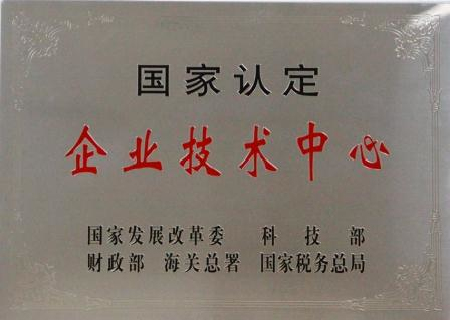 国家认定
企业技术中心
国家发展改革委 科技部
财政部 海关总署 国家税务总局